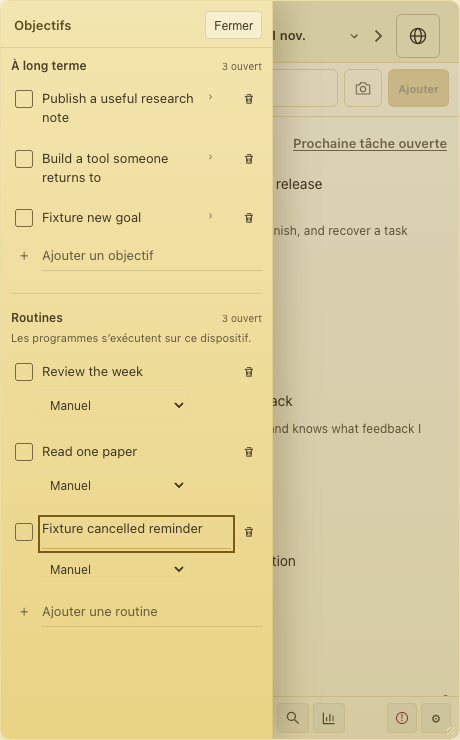 Objectifs
Fermer
À long terme
3 ouvert
Publish a useful research
note
Build a tool someone
returns to
Fixture new goal
Ajouter un objectif
Routines
3 ouvert
Les programmes s’exécutent sur ce dispositif.
Review the week
Manuel
Read one paper
Manuel
Fixture cancelled reminder
Manuel
Ajouter une routine
nov.
Ajouter
Prochaine tâche ouverte
release
nish, and recover a task
ack
and knows what feedback I
tion